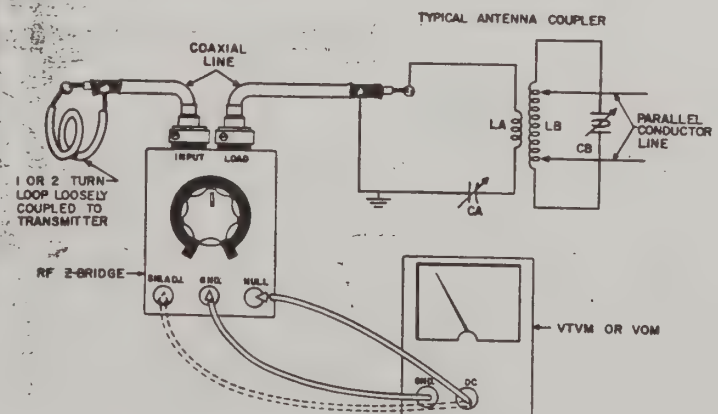 TYPICAL ANTENNA COUPLER
COAXIAL
LINE
INPUT
LOAD
1 OR 2 TURN
LOOP LOOSELY
COUPLED TO
TRANSMITTER
LA
LB
CB
PARALLEL
CONDUCTOR
LINE
CA
RF Z-BRIDGE
GND.
NULL
VTVM OR VOM
GND.
DC